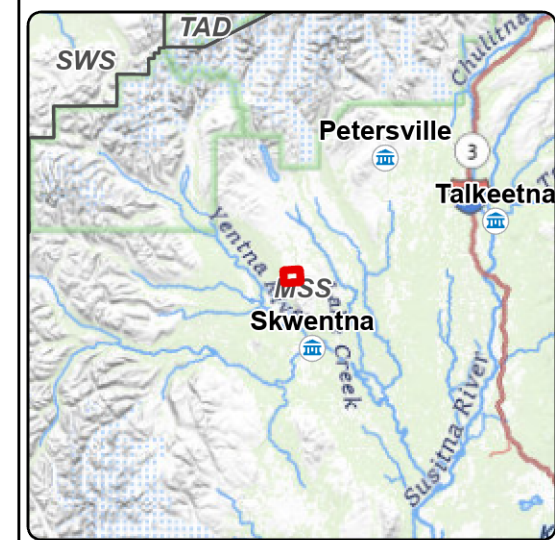 TAD
SWS
Chulitna
Petersville
3
Talkeetna
Yentna
MSS
Skwentna
Creek
Susitna River